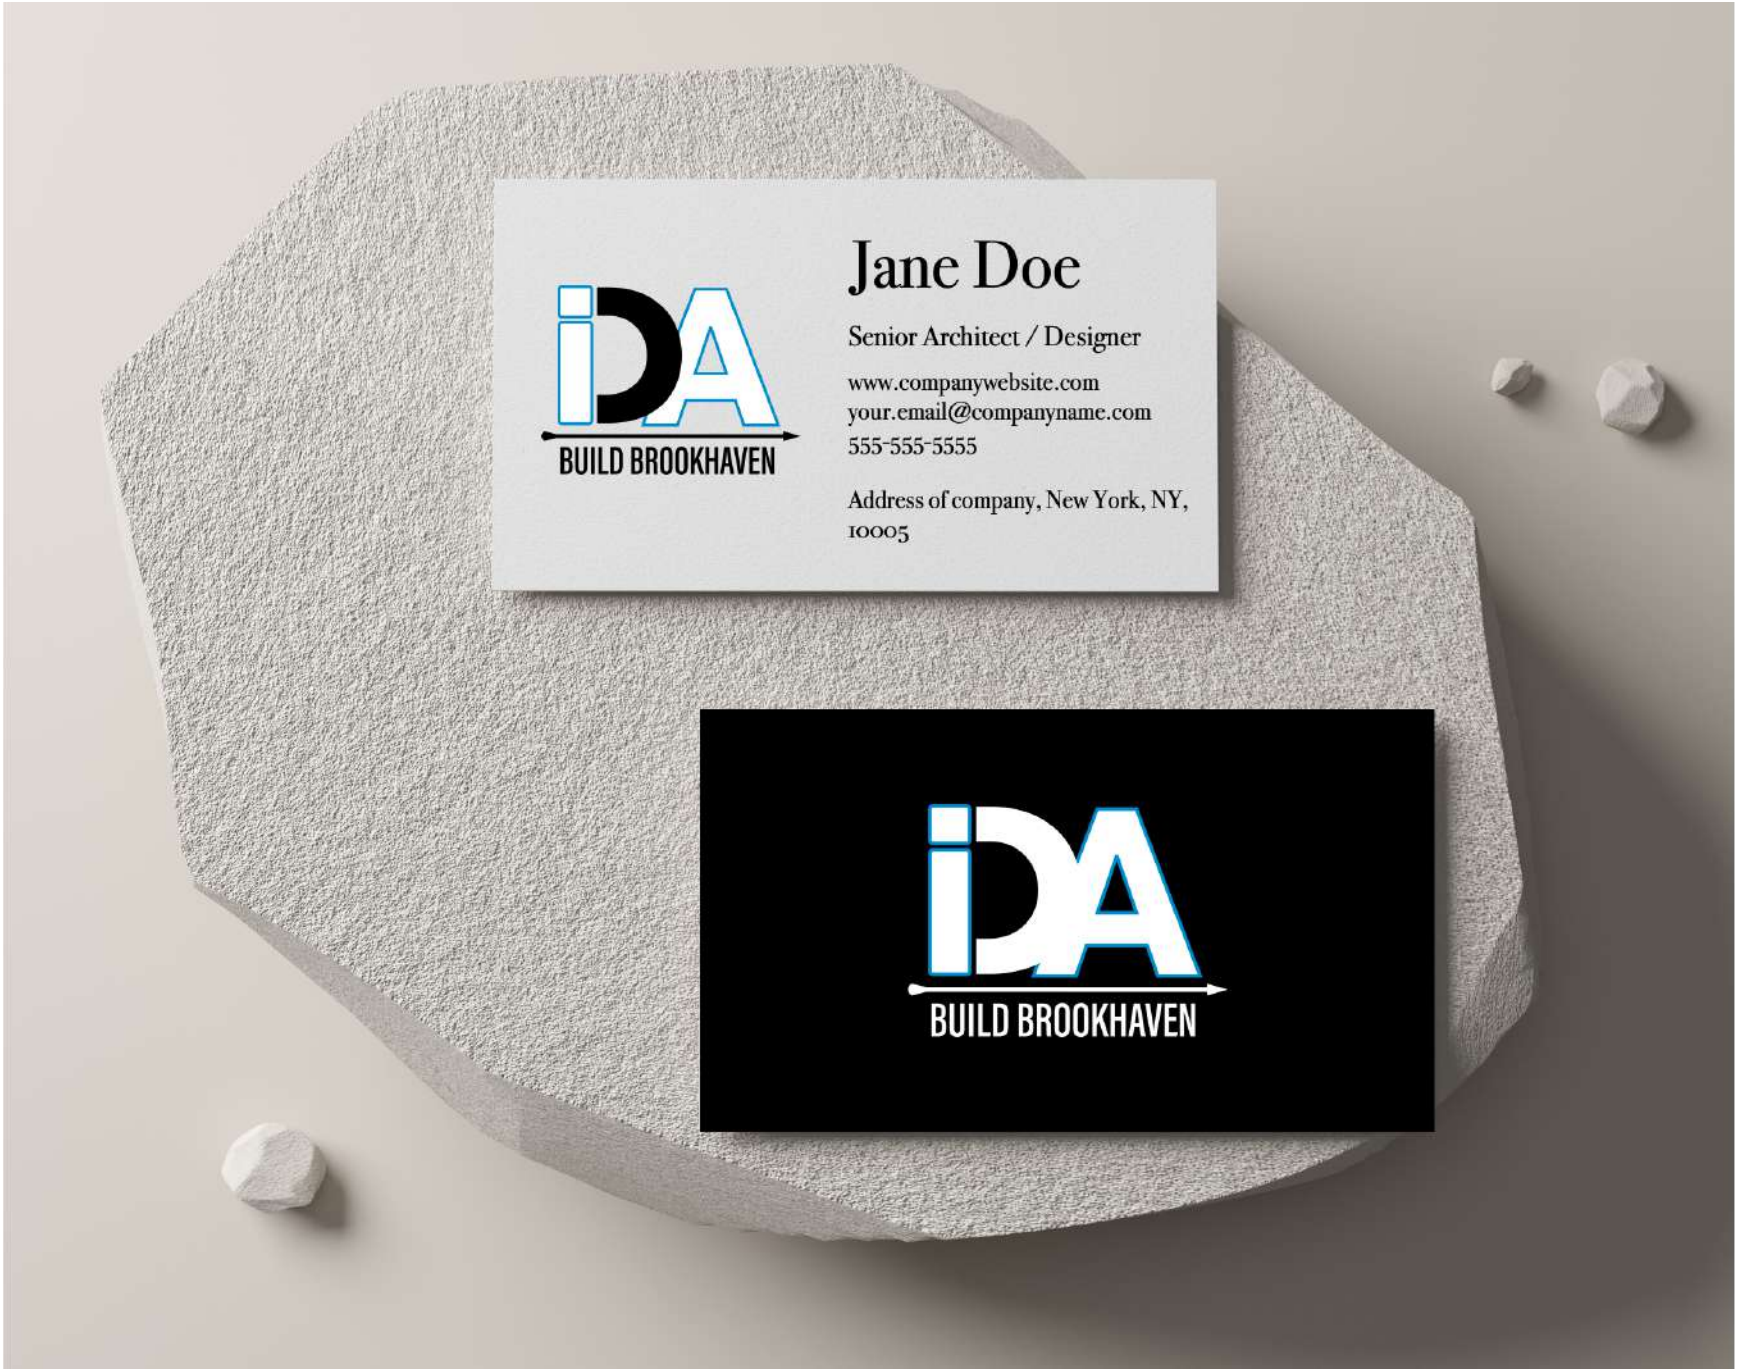 iDA
BUILD BROOKHAVEN
Jane Doe
Senior Architect / Designer
www.companywebsite.com
your.email@companyname.com
555-555-5555
Address of company, New York, NY,
10005
iDA
BUILD BROOKHAVEN